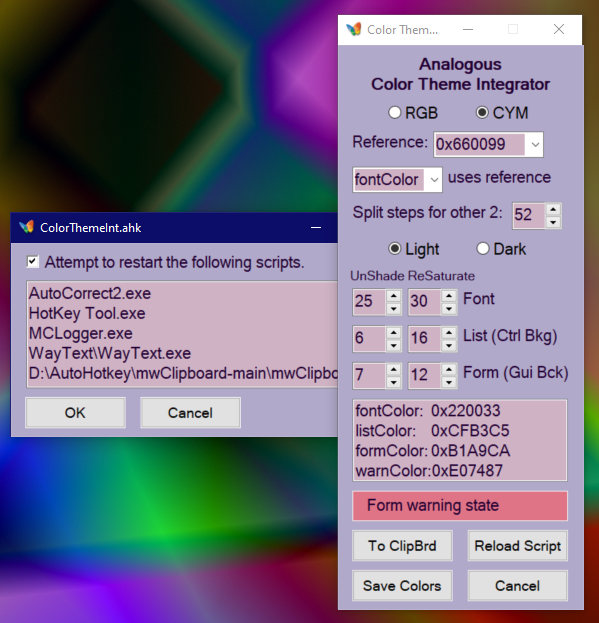 Color Them...
Analogous
Color Theme Integrator
RGB CYM
Reference: 0x660099
fontColor uses reference
Split steps for other 2: 52
Light Dark
UnShade ReSaturate
25 30 Font
6 16 List (Ctrl Bkg)
7 12 Form (Gui Bck)
fontColor: 0x220033
listColor: 0xCFB3C5
formColor: 0xB1A9CA
warnColor:0xE07487
Form warning state
To ClipBrd Reload Script
Save Colors Cancel
ColorThemeInt.ahk
Attempt to restart the following scripts.
AutoCorrect2.exe
HotKey Tool.exe
MCLogger.exe
WayText\WayText.exe
D:\AutoHotkey\mwClipboard-main\mwClipbo
OK Cancel